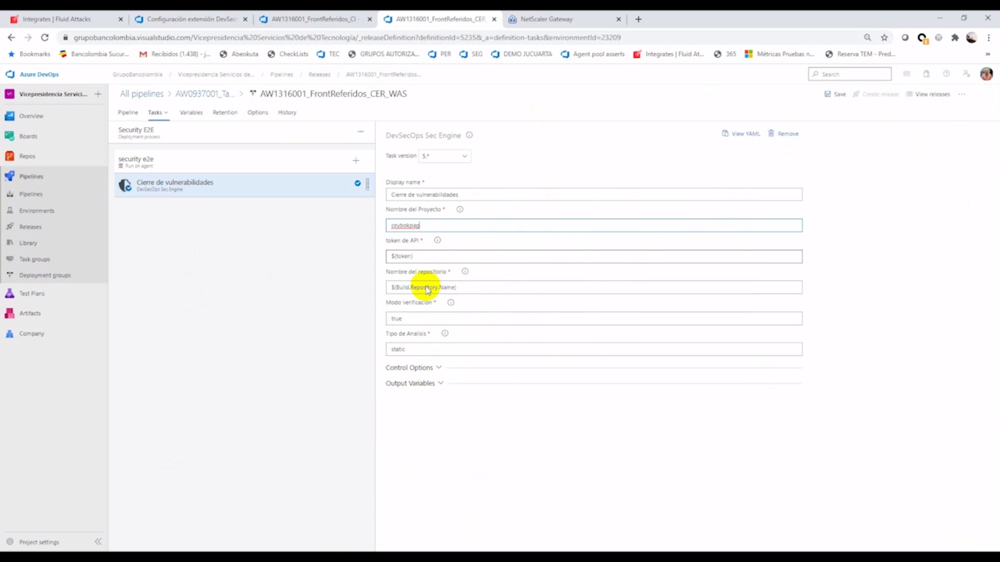 Integrates | Fluid Attacks
Configuración extensión DevSec
AW1316001_FrontReferidos_CI -
AW1316001_FrontReferidos_CER_
NetScaler Gateway
grupobancolombia.visualstudio.com/Vicepresidencia%20Servicios%20de%20Tecnología/_releaseDefinition?definitionId=5235&_a=definition-tasks&environmentId=23209
Bookmarks
Bancolombia Sucur...
Recibidos (1.438) - j...
Abeokuta
CheckLists
TEC
GRUPOS AUTORIZA...
PER
SEG
DEMO JUCUARTA
Agent pool asserts
Integrates | Fluid At...
365
Métricas Pruebas n...
Reserva TEM - Pred...
»
Azure DevOps
GrupoBancolombia / Vicepresidencia Servicios de... / Pipelines / Releases / AW1316001_FrontReferidos...
Search
VT
Vicepresidencia Servici...
All pipelines > AW0937001_Ta... > AW1316001_FrontReferidos_CER_WAS
Save
Create release
View releases
Overview
Boards
Repos
Pipelines
Pipelines
Environments
Releases
Library
Task groups
Deployment groups
Test Plans
Artifacts
Company
Project settings
Pipeline
Tasks
Variables
Retention
Options
History
Security E2E
Deployment process
security e2e
Run on agent
Cierre de vulnerabilidades
DevSecOps Sec Engine
DevSecOps Sec Engine
View YAML
Remove
Task version 5.*
Display name *
Cierre de vulnerabilidades
Nombre del Proyecto *
ceybokpag
token de API *
$(token)
Nombre del repositorio *
$(Build.Repository.Name)
Modo verificacion *
true
Tipo de Analisis *
static
Control Options
Output Variables